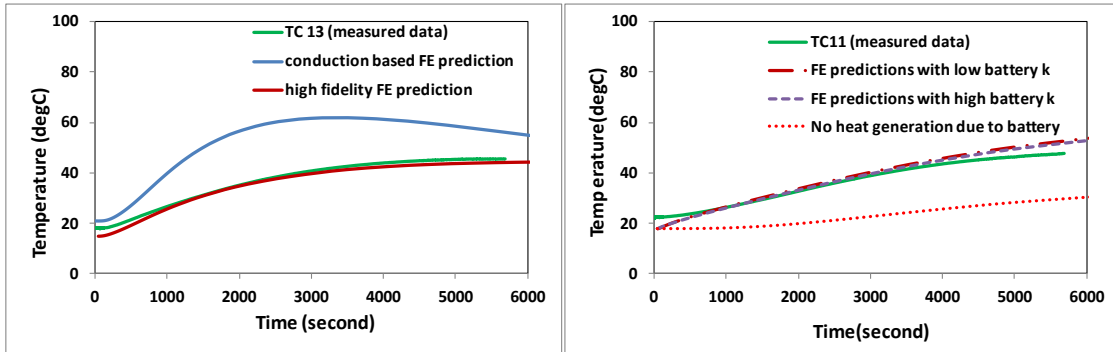 100
80
60
40
20
0
Temperature (degC)
TC 13 (measured data)
conduction based FE prediction
high fidelity FE prediction
0 1000 2000 3000 4000 5000 6000
Time (second)
100
80
60
40
20
0
Temp erature(degC)
TC11 (measured data)
FE predictions with low battery k
FE predictions with high battery k
No heat generation due to battery
0 1000 2000 3000 4000 5000 6000
Time(second)